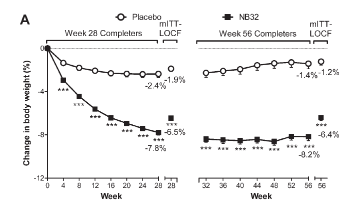 A
Placebo
NB32
Week 28 Completers
mITT-LOCF
Week 56 Completers
mITT-LOCF
Change in body weight (%)
0
-4
-8
-12
-1.9%
-2.4%
-6.5%
-7.8%
*** *** *** *** *** *** *** ***
-1.4%
-1.2%
-6.4%
-8.2%
*** *** *** *** *** *** *** ***
0 4 8 12 16 20 24 28 28
32 36 40 44 48 52 56 56
Week
Week